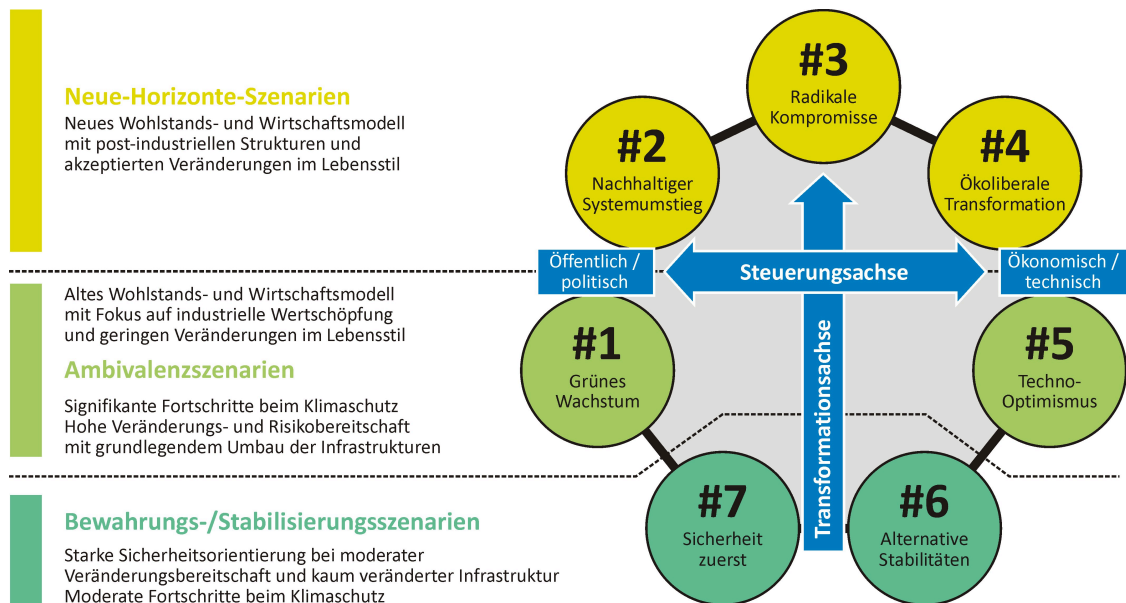 Neue-Horizonte-Szenarien
Neues Wohlstands- und Wirtschaftsmodell
mit post-industriellen Strukturen und
akzeptierten Veränderungen im Lebensstil
Altes Wohlstands- und Wirtschaftsmodell
mit Fokus auf industrielle Wertschöpfung
und geringen Veränderungen im Lebensstil
Ambivalenzszenarien
Signifikante Fortschritte beim Klimaschutz
Hohe Veränderungs- und Risikobereitschaft
mit grundlegendem Umbau der Infrastrukturen
Bewahrungs-/Stabilisierungsszenarien
Starke Sicherheitsorientierung bei moderater
Veränderungsbereitschaft und kaum veränderter Infrastruktur
Moderate Fortschritte beim Klimaschutz
#3
Radikale
Kompromisse
#2
Nachhaltiger
Systemumstieg
#4
Ökoliberale
Transformation
Öffentlich /
politisch
Steuerungsachse
Ökonomisch /
technisch
Transformationsachse
#1
Grünes
Wachstum
#5
Techno-
Optimismus
#7
Sicherheit
zuerst
#6
Alternative
Stabilitäten